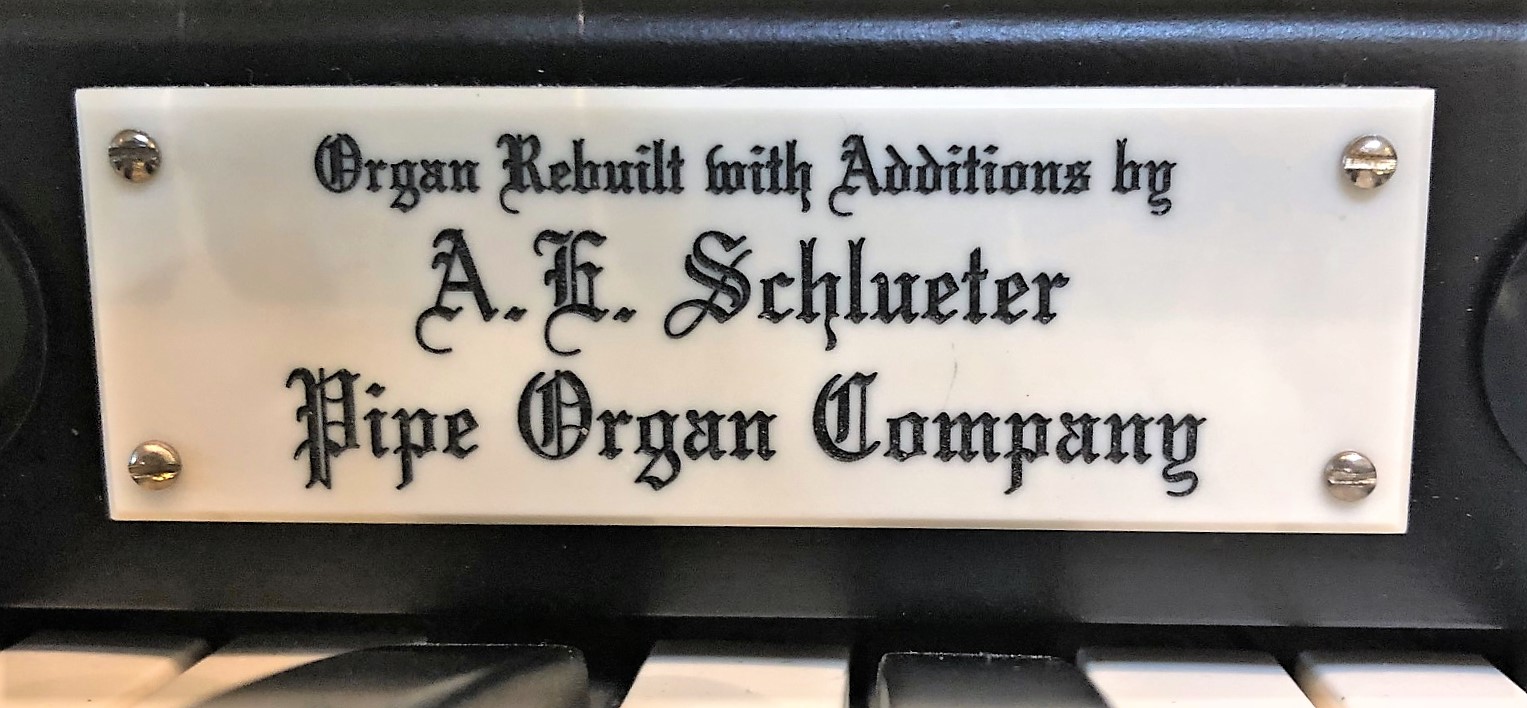 Organ Rebuilt with Additions by
A. E. Schlueter
Pipe Organ Company